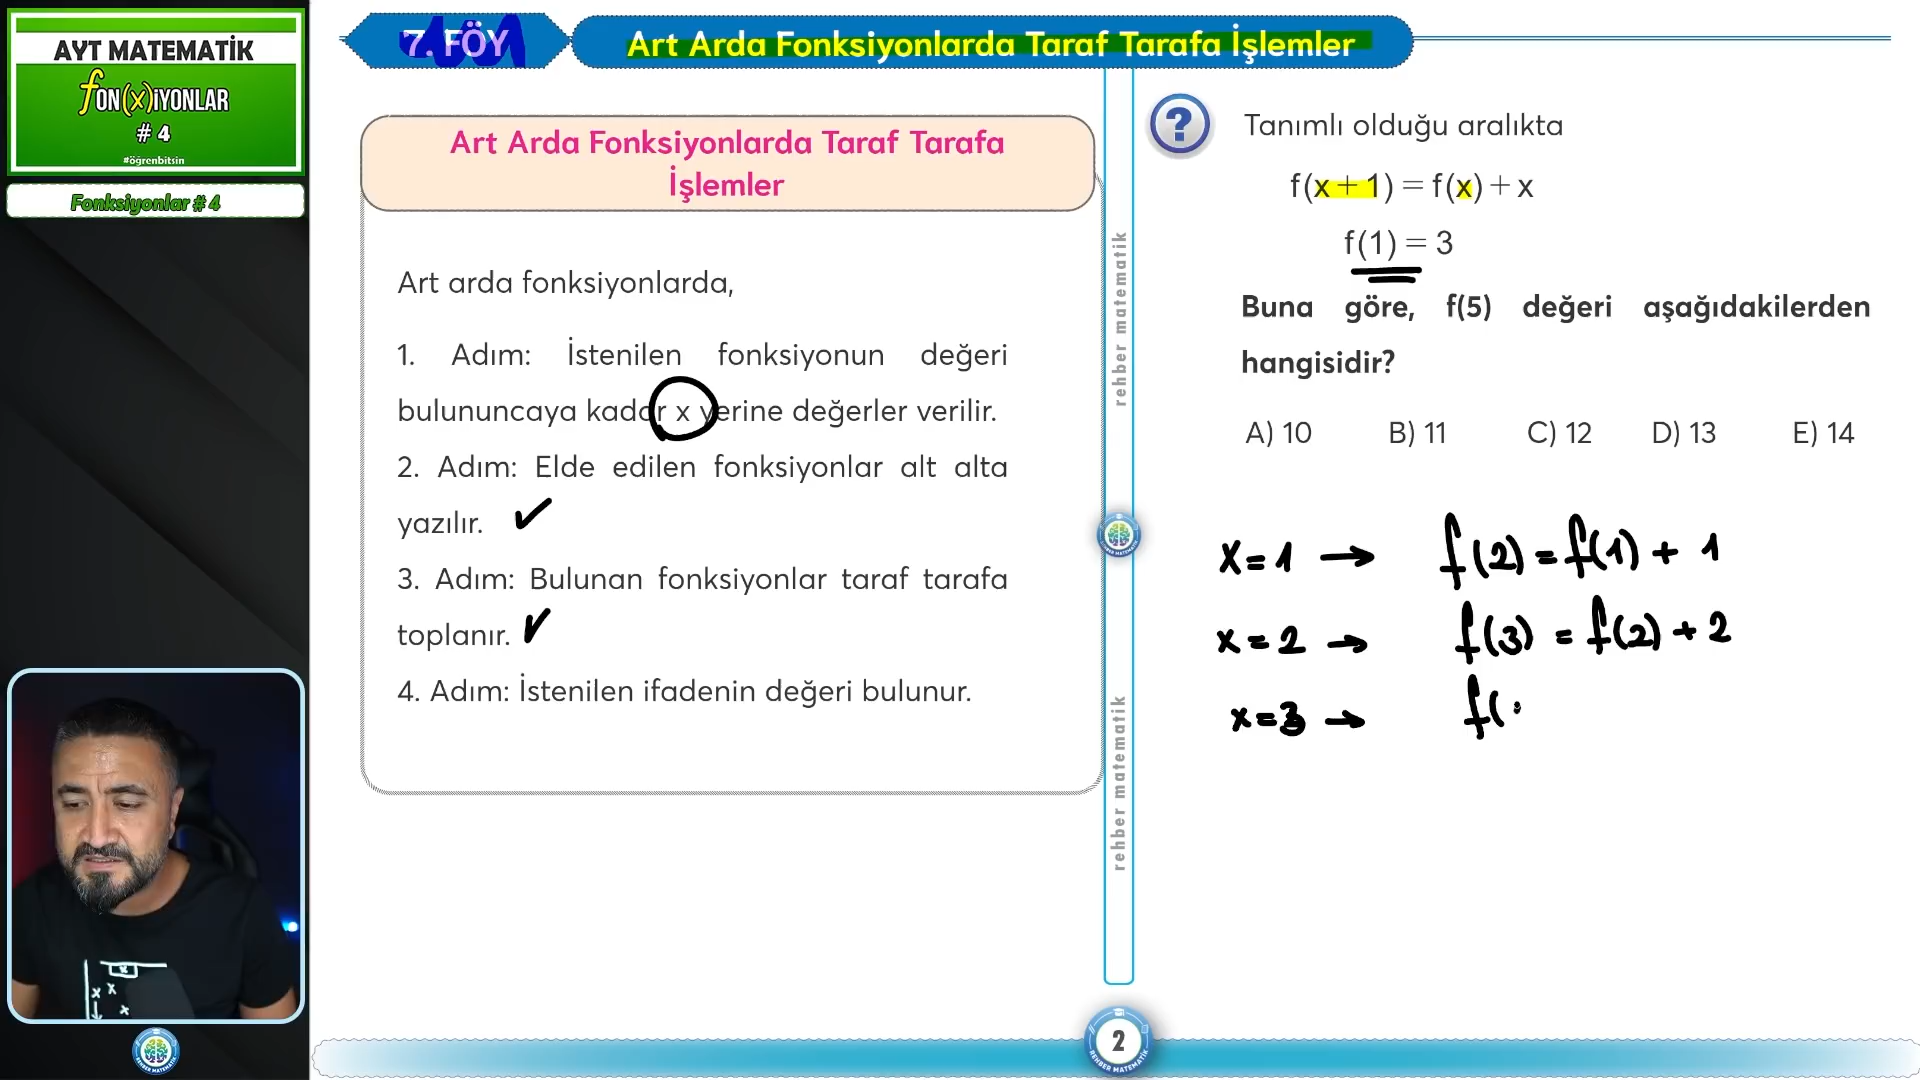 AYT MATEMATİK
fON(X)İYONLAR
# 4
#öğrenbitsin
Fonksiyonlar # 4
7. FÖY
Art Arda Fonksiyonlarda Taraf Tarafa İşlemler
Art Arda Fonksiyonlarda Taraf Tarafa
İşlemler
Art arda fonksiyonlarda,
1. Adım: İstenilen fonksiyonun değeri
bulununcaya kadar x yerine değerler verilir.
2. Adım: Elde edilen fonksiyonlar alt alta
yazılır.
3. Adım: Bulunan fonksiyonlar taraf tarafa
toplanır.
4. Adım: İstenilen ifadenin değeri bulunur.
rehber matematik
rehber matematik
Tanımlı olduğu aralıkta
f(x + 1) = f(x) + x
f(1) = 3
Buna göre, f(5) değeri aşağıdakilerden
hangisidir?
A) 10 B) 11 C) 12 D) 13 E) 14
x=1 → f(2) = f(1) + 1
x=2 → f(3) = f(2) + 2
x=3 → f(
2
REHBER MATEMATİK